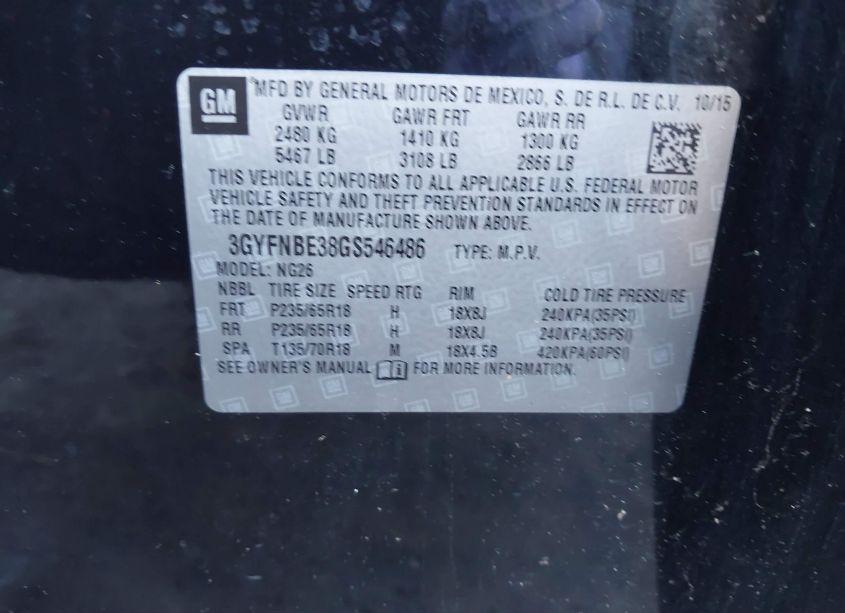 GM
MFD BY GENERAL MOTORS DE MEXICO, S. DE R.L. DE C.V. 10/15
GVWR GAWR FRT GAWR RR
2480 KG 1410 KG 1300 KG
5467 LB 3108 LB 2866 LB
THIS VEHICLE CONFORMS TO ALL APPLICABLE U.S. FEDERAL MOTOR
VEHICLE SAFETY AND THEFT PREVENTION STANDARDS IN EFFECT ON
THE DATE OF MANUFACTURE SHOWN ABOVE.
3GYFNBE38GS546486 TYPE: M.P.V.
MODEL: NG26
NBBL TIRE SIZE SPEED RTG RIM COLD TIRE PRESSURE
FRT P235/65R18 H 18X8J 240KPA(35PSI)
RR P235/65R18 H 18X8J 240KPA(35PSI)
SPA T135/70R18 M 18X4.5B 420KPA(60PSI)
SEE OWNER'S MANUAL FOR MORE INFORMATION.